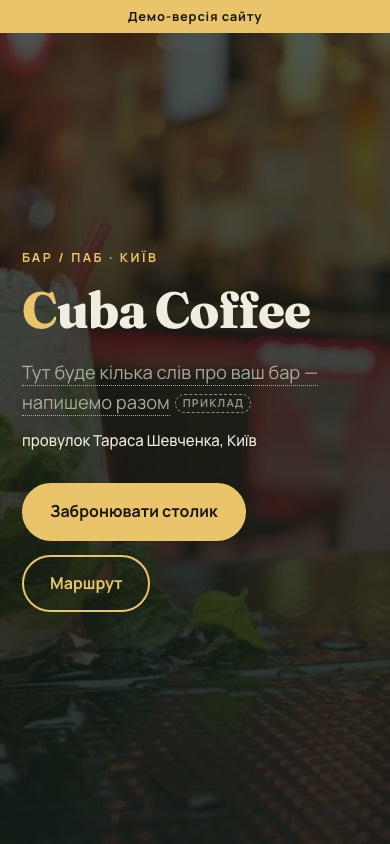 Демо-версія сайту
БАР / ПАБ · КИЇВ
Cuba Coffee
Тут буде кілька слів про ваш бар —
напишемо разом ПРИКЛАД
провулок Тараса Шевченка, Київ
Забронювати столик
Маршрут